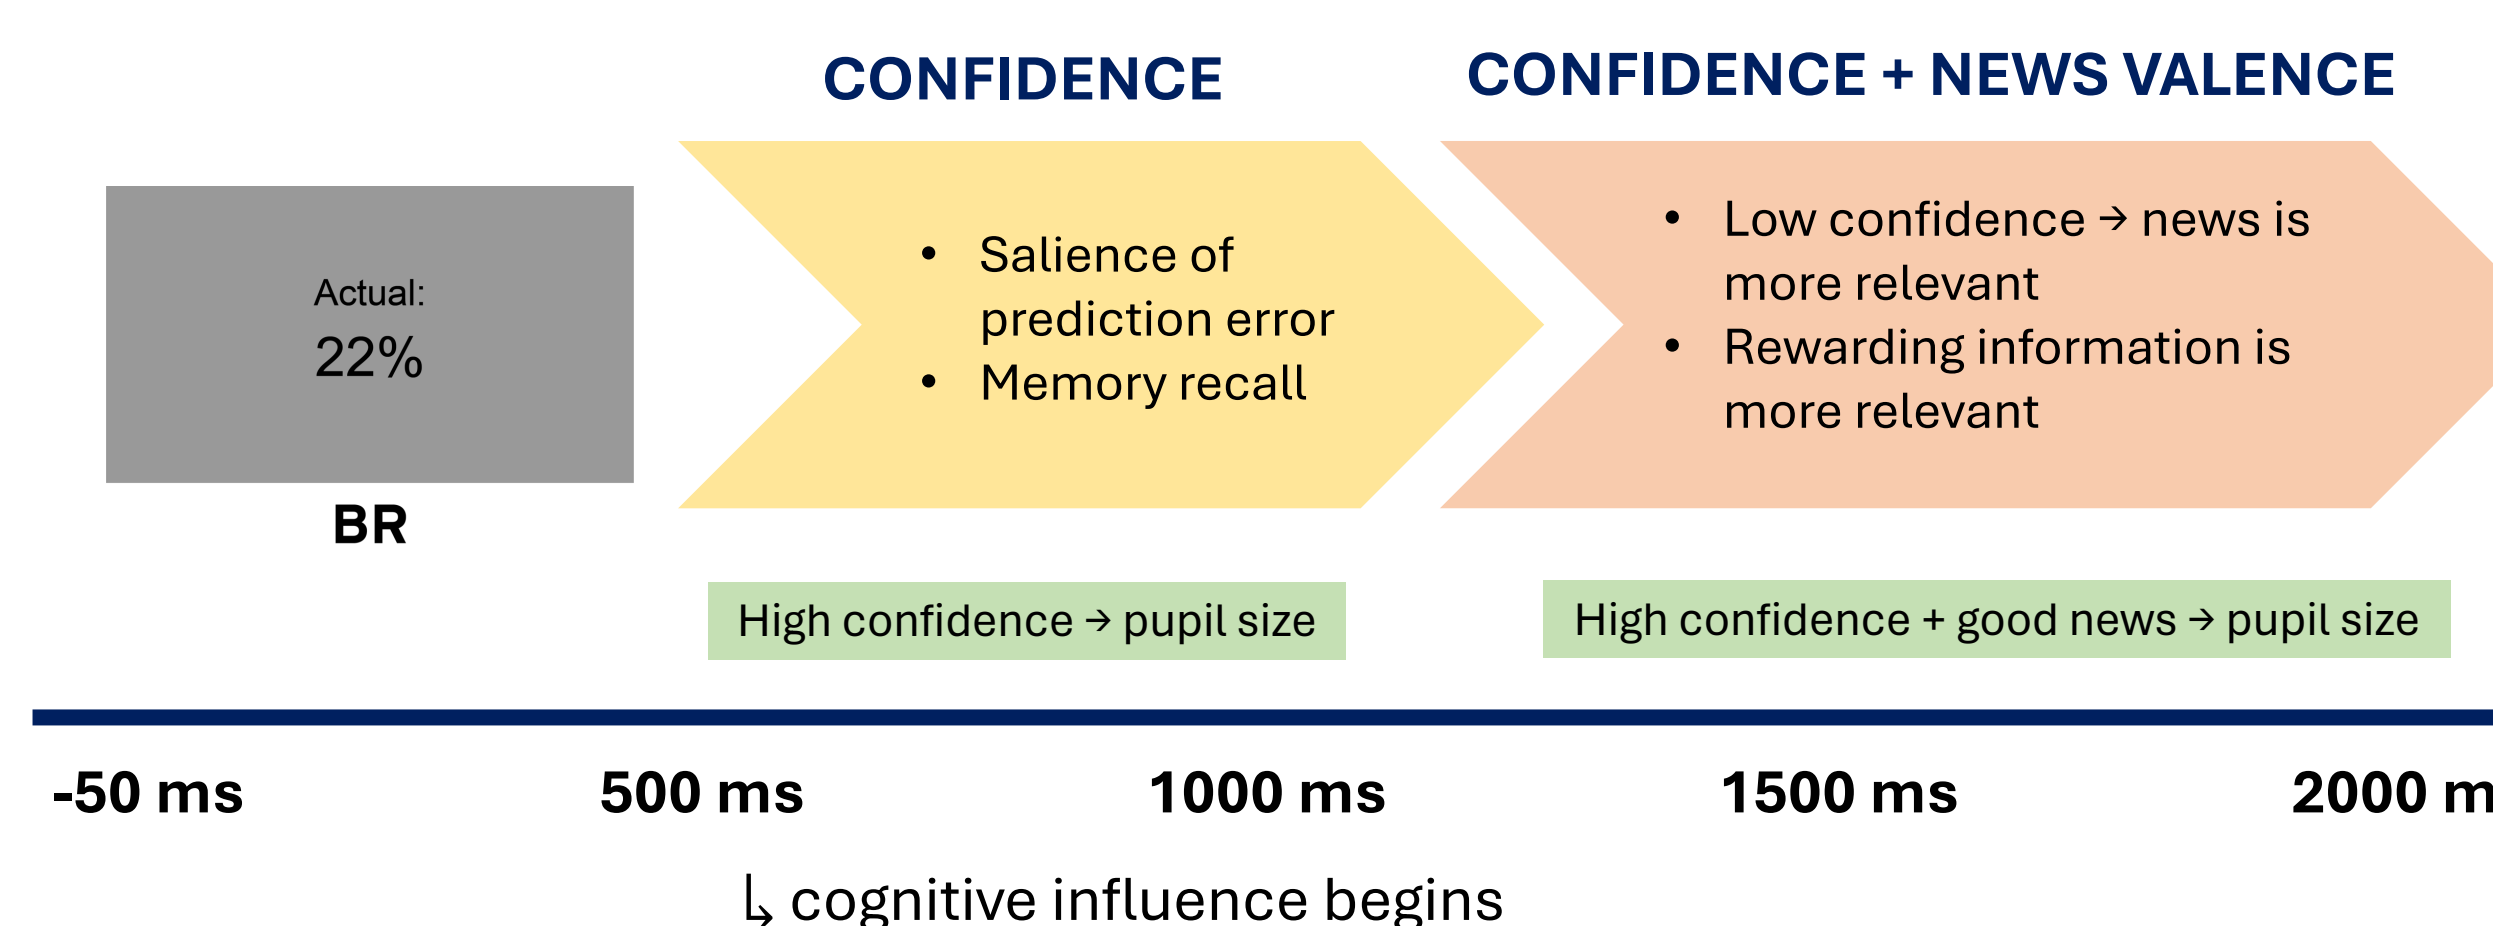 CONFIDENCE
CONFIDENCE + NEWS VALENCE
Actual:
22%
BR
• Salience of
prediction error
• Memory recall
• Low confidence → news is
more relevant
• Rewarding information is
more relevant
High confidence → pupil size
High confidence + good news → pupil size
-50 ms
500 ms
1000 ms
1500 ms
2000 m
↳ cognitive influence begins